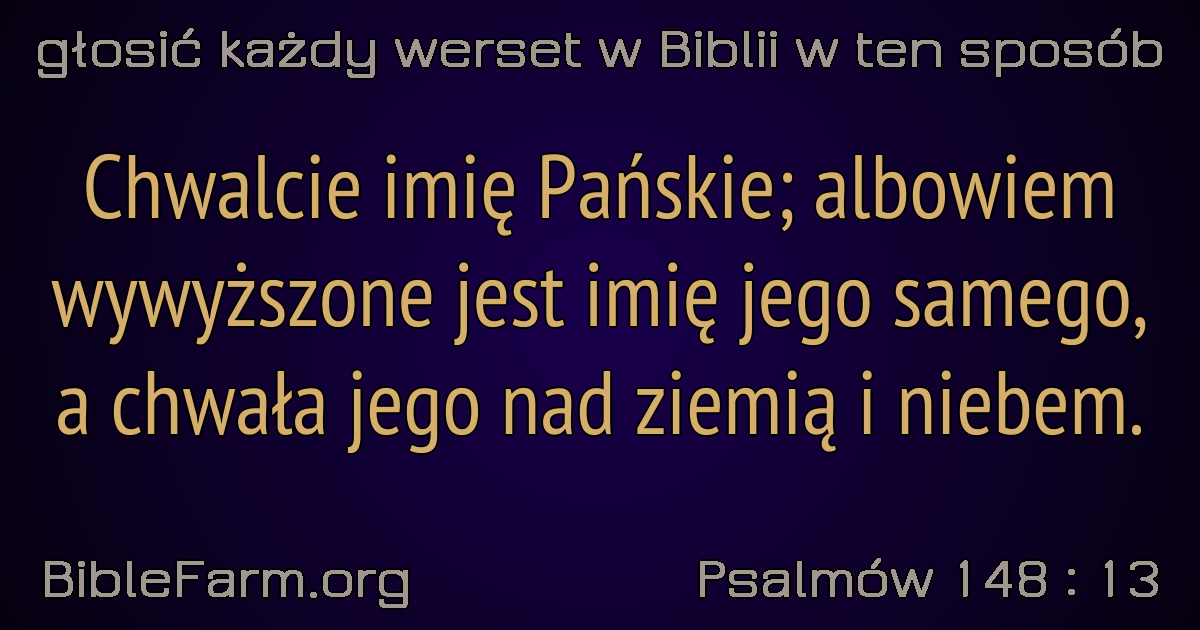 głosić każdy werset w Biblii w ten sposób
Chwalcie imię Pańskie; albowiem
wywyższone jest imię jego samego,
a chwała jego nad ziemią i niebem.
BibleFarm.org
Psalmów 148 : 13